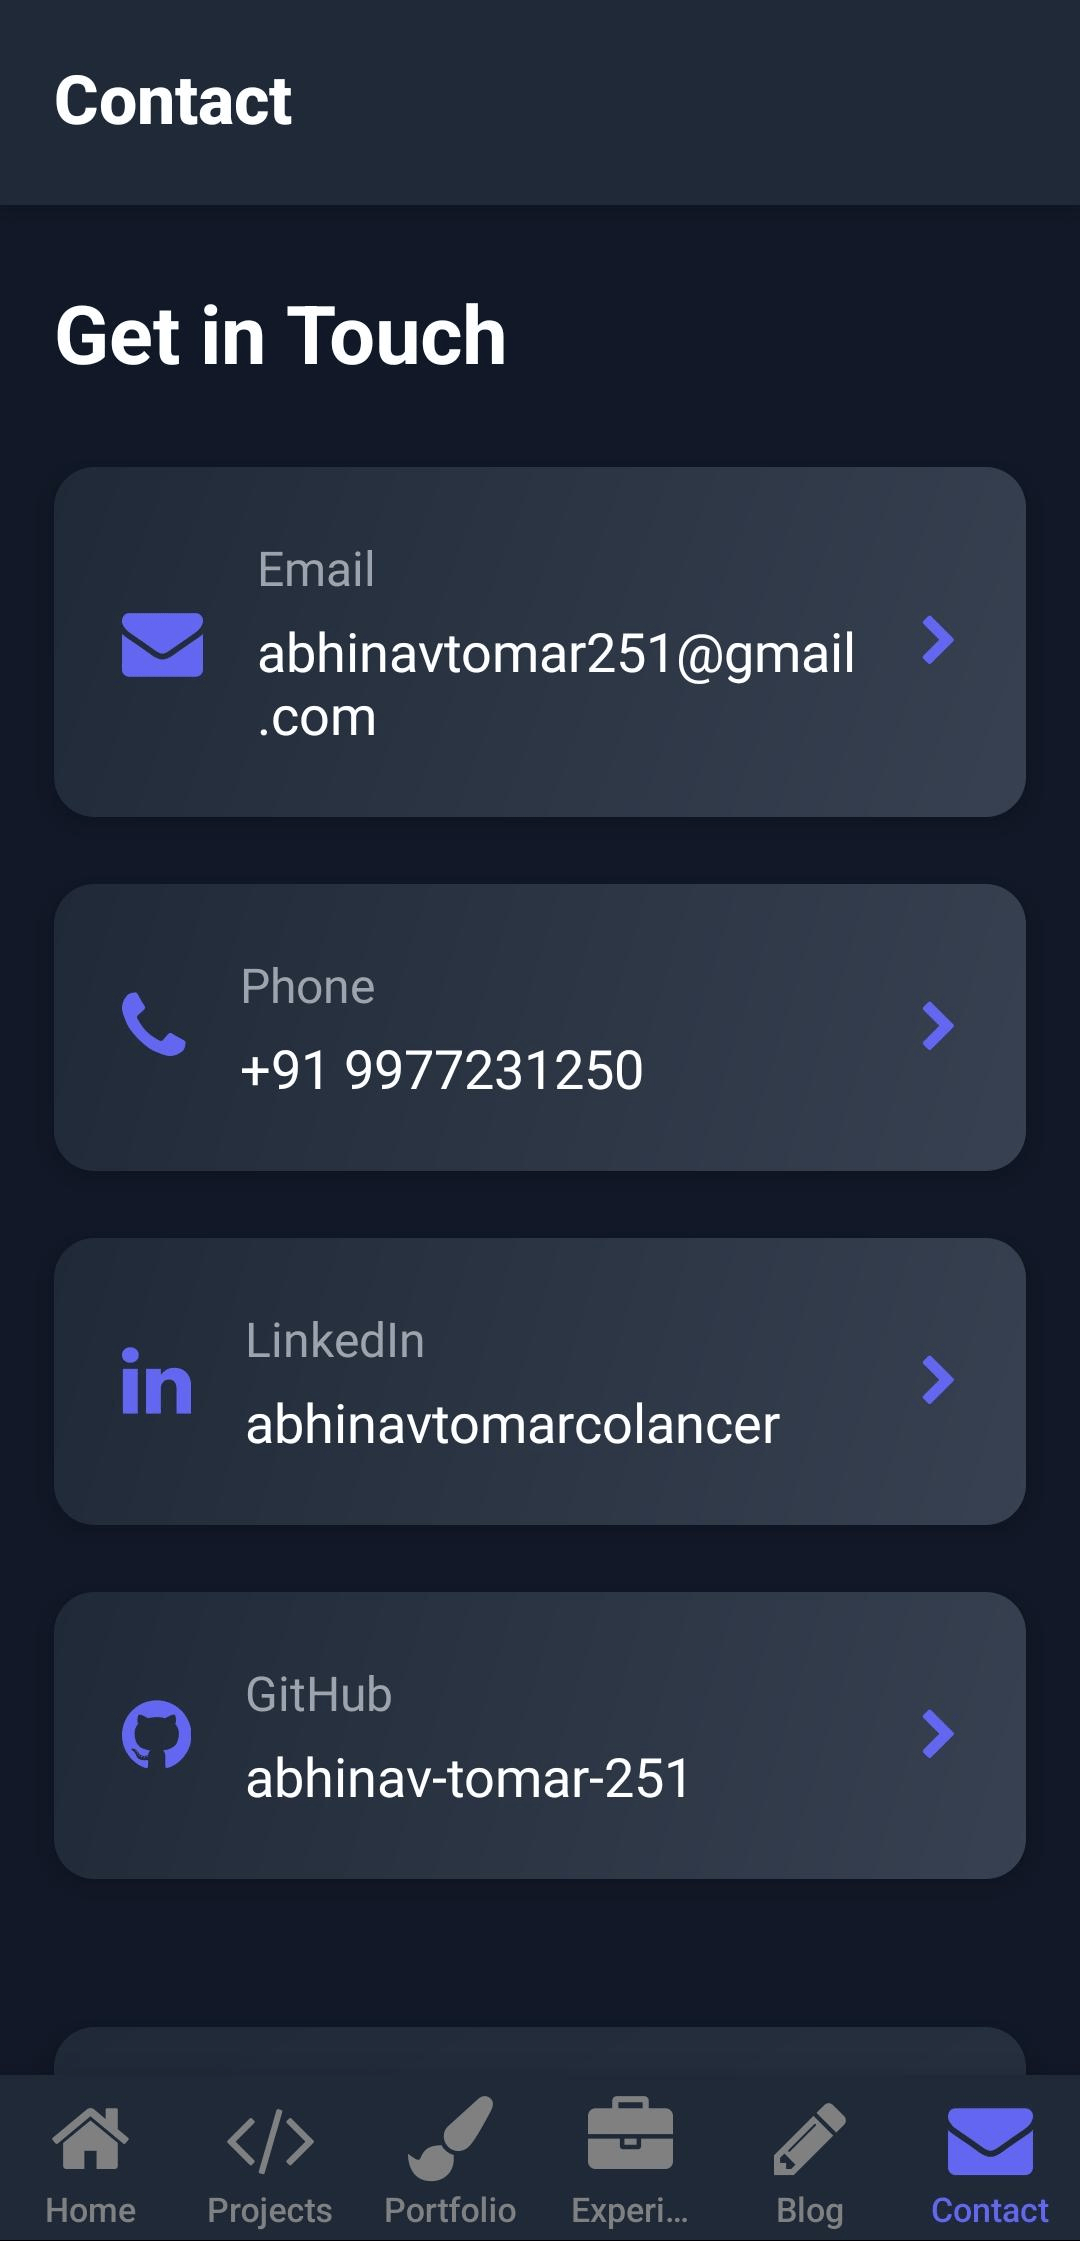 Contact
Get in Touch
Email
abhinavtomar251@gmail
.com
Phone
+91 9977231250
LinkedIn
abhinavtomarcolancer
GitHub
abhinav-tomar-251
Home
Projects
Portfolio
Experi...
Blog
Contact